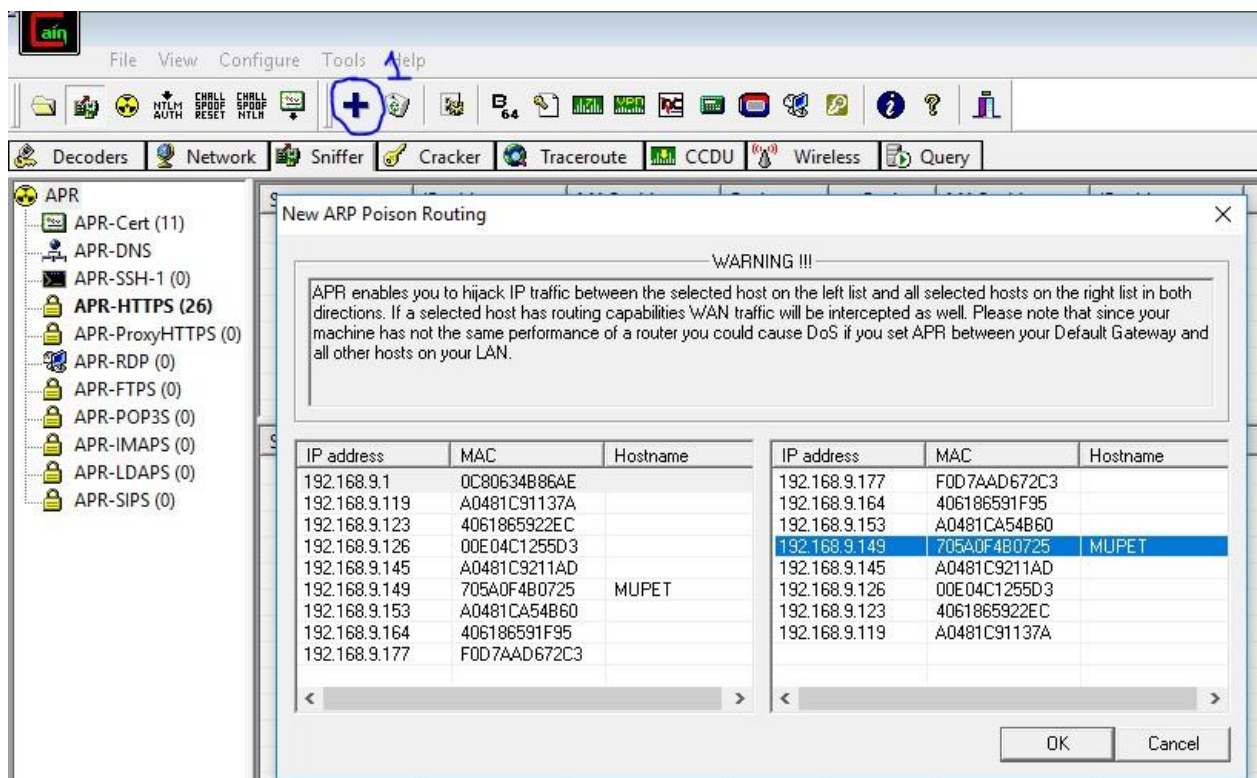 aín
1
File View Configure Tools Help
NTLM AUTH CHALL SPOOF RESET CHALL SPOOF NTLM B 64
Decoders Network Sniffer Cracker Traceroute CCDU Wireless Query
APR
APR-Cert (11)
APR-DNS
APR-SSH-1 (0)
APR-HTTPS (26)
APR-ProxyHTTPS (0)
APR-RDP (0)
APR-FTPS (0)
APR-POP3S (0)
APR-IMAPS (0)
APR-LDAPS (0)
APR-SIPS (0)
New ARP Poison Routing
WARNING !!!
APR enables you to hijack IP traffic between the selected host on the left list and all selected hosts on the right list in both
directions. If a selected host has routing capabilities WAN traffic will be intercepted as well. Please note that since your
machine has not the same performance of a router you could cause DoS if you set APR between your Default Gateway and
all other hosts on your LAN.
IP address MAC Hostname
192.168.9.1 0C80634B86AE
192.168.9.119 A0481C91137A
192.168.9.123 4061865922EC
192.168.9.126 00E04C1255D3
192.168.9.145 A0481C9211AD
192.168.9.149 705A0F4B0725 MUPET
192.168.9.153 A0481CA54B60
192.168.9.164 406186591F95
192.168.9.177 F0D7AAD672C3
IP address MAC Hostname
192.168.9.177 F0D7AAD672C3
192.168.9.164 406186591F95
192.168.9.153 A0481CA54B60
192.168.9.149 705A0F4B0725 MUPET
192.168.9.145 A0481C9211AD
192.168.9.126 00E04C1255D3
192.168.9.123 4061865922EC
192.168.9.119 A0481C91137A
OK Cancel